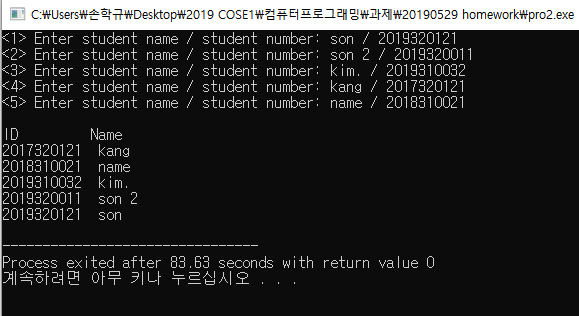 C:\Users\손학규\Desktop\2019 COSE1\컴퓨터프로그래밍\과제\20190529 homework\pro2.exe
<1> Enter student name / student number: son / 2019320121
<2> Enter student name / student number: son 2 / 2019320011
<3> Enter student name / student number: kim. / 2019310032
<4> Enter student name / student number: kang / 2017320121
<5> Enter student name / student number: name / 2018310021
ID Name
2017320121 kang
2018310021 name
2019310032 kim.
2019320011 son 2
2019320121 son
--------------------------------
Process exited after 83.63 seconds with return value 0
계속하려면 아무 키나 누르십시오 . . .